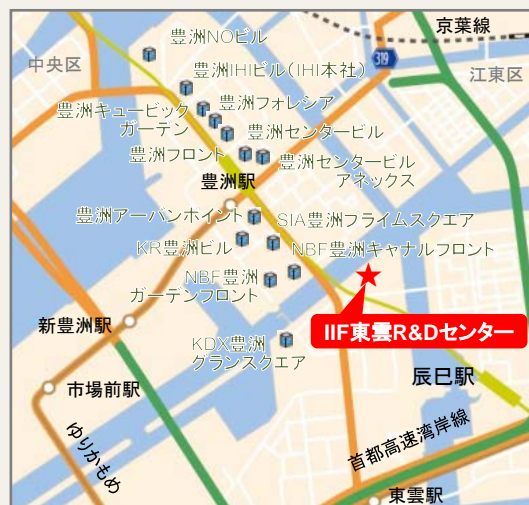 京葉線
豊洲NOビル
319
中央区
豊洲IHIビル(IHI本社)
江東区
豊洲キュービック
ガーデン
豊洲フォレシア
豊洲センタービル
豊洲フロント
豊洲センタービル
アネックス
豊洲駅
豊洲アーバンポイント
SIA豊洲プライムスクエア
KR豊洲ビル
NBF豊洲キャナルフロント
NBF豊洲
ガーデンフロント
IIF東雲R&Dセンター
新豊洲駅
KDX豊洲
グランスクエア
辰巳駅
市場前駅
ゆりかもめ
首都高速湾岸線
東雲駅